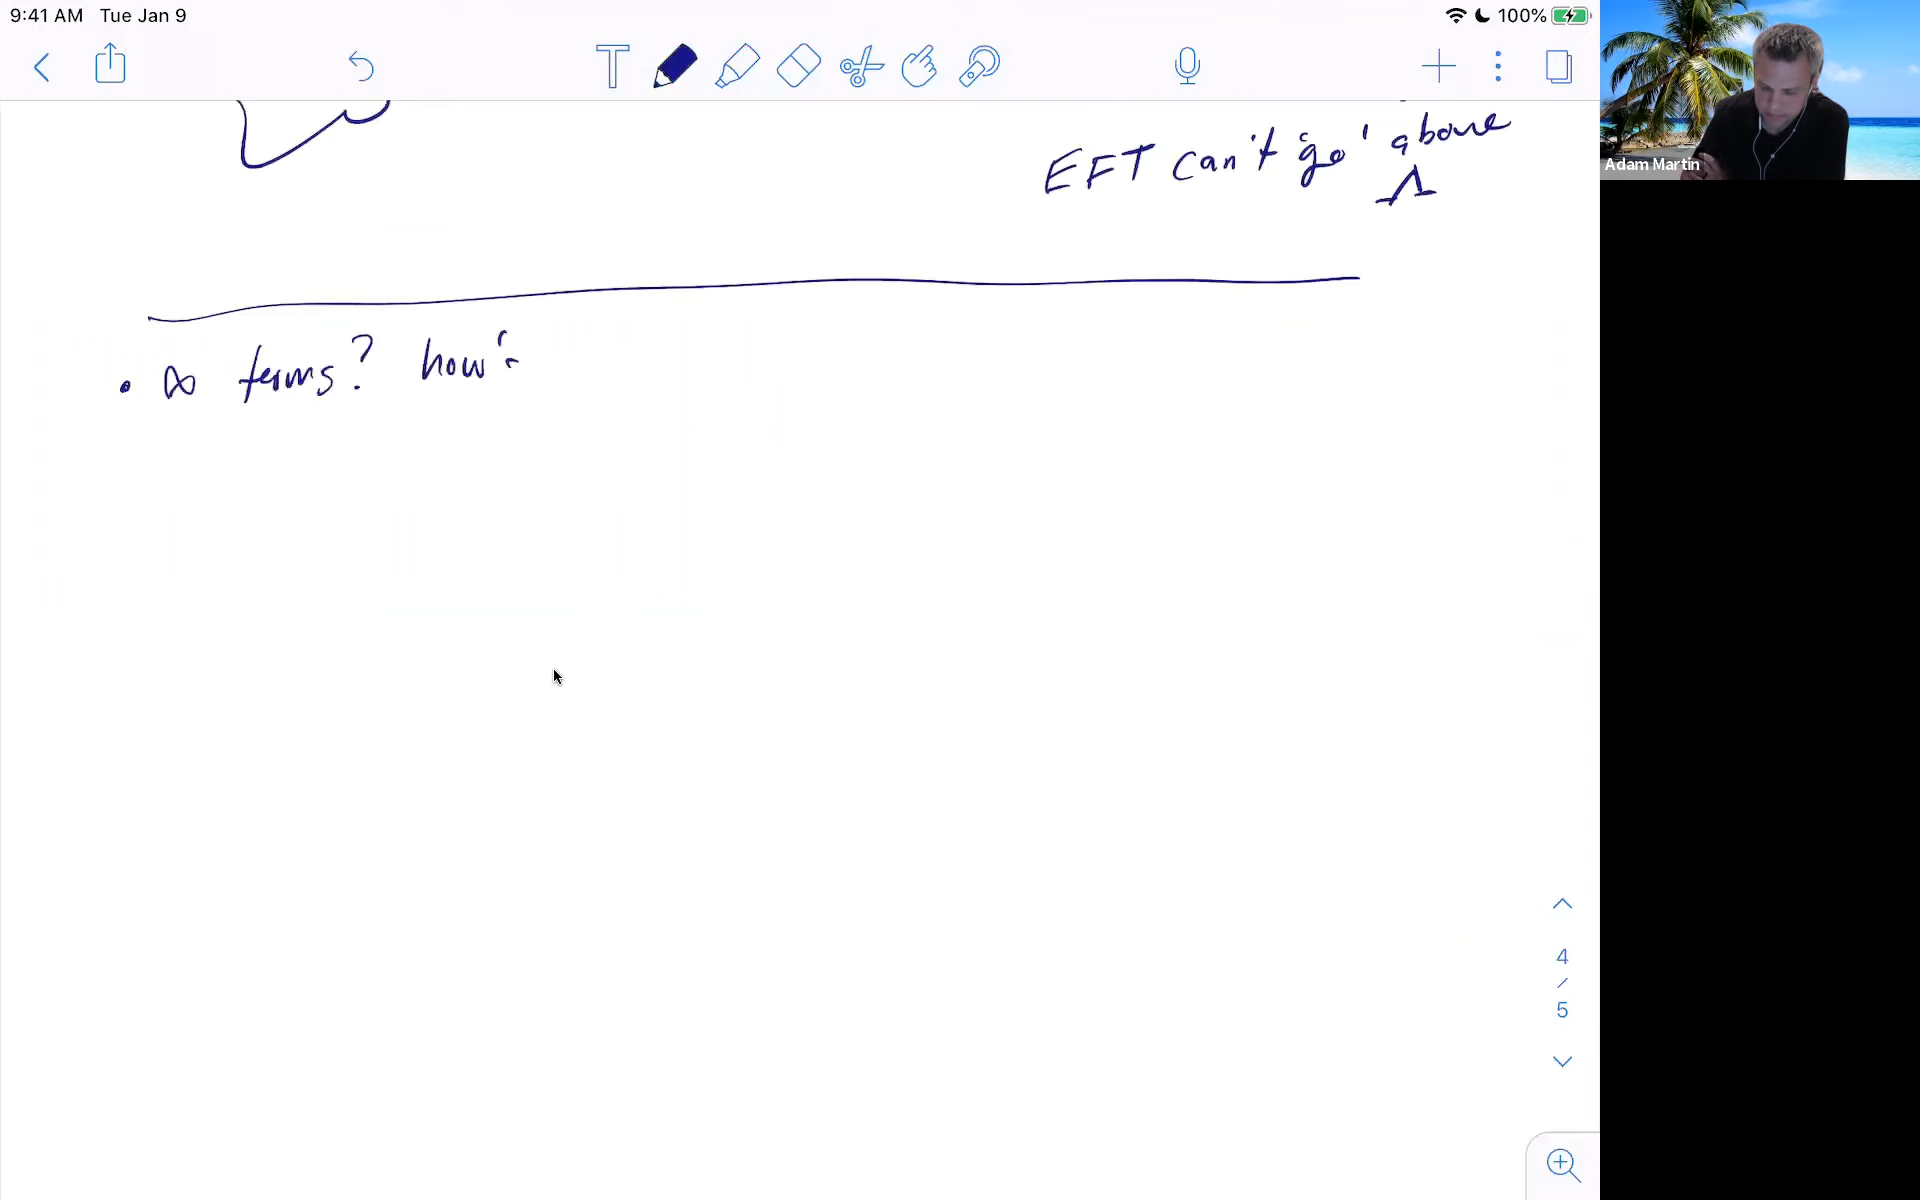 9:41 AM Tue Jan 9
100%
T
Adam Martin
EFT can't 'go' above
Λ
• ∞ terms? how
4
/
5